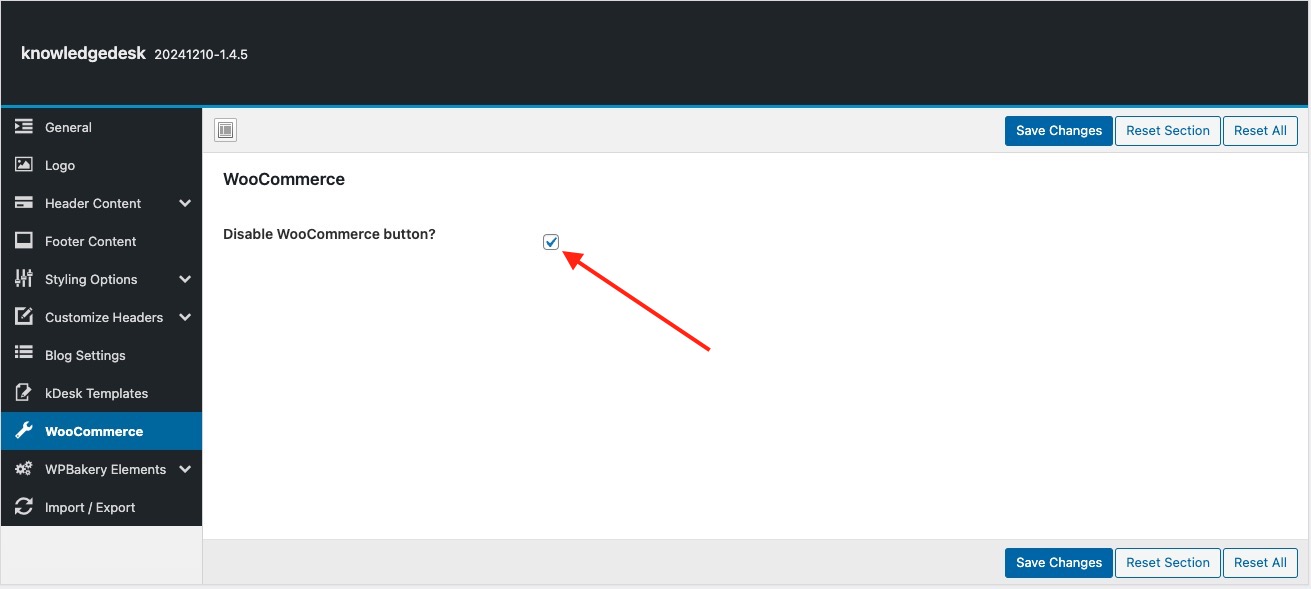 knowledgedesk 20241210-1.4.5
General
Logo
Header Content
Footer Content
Styling Options
Customize Headers
Blog Settings
kDesk Templates
WooCommerce
WPBakery Elements
Import / Export
Save Changes Reset Section Reset All
WooCommerce
Disable WooCommerce button?
Save Changes Reset Section Reset All